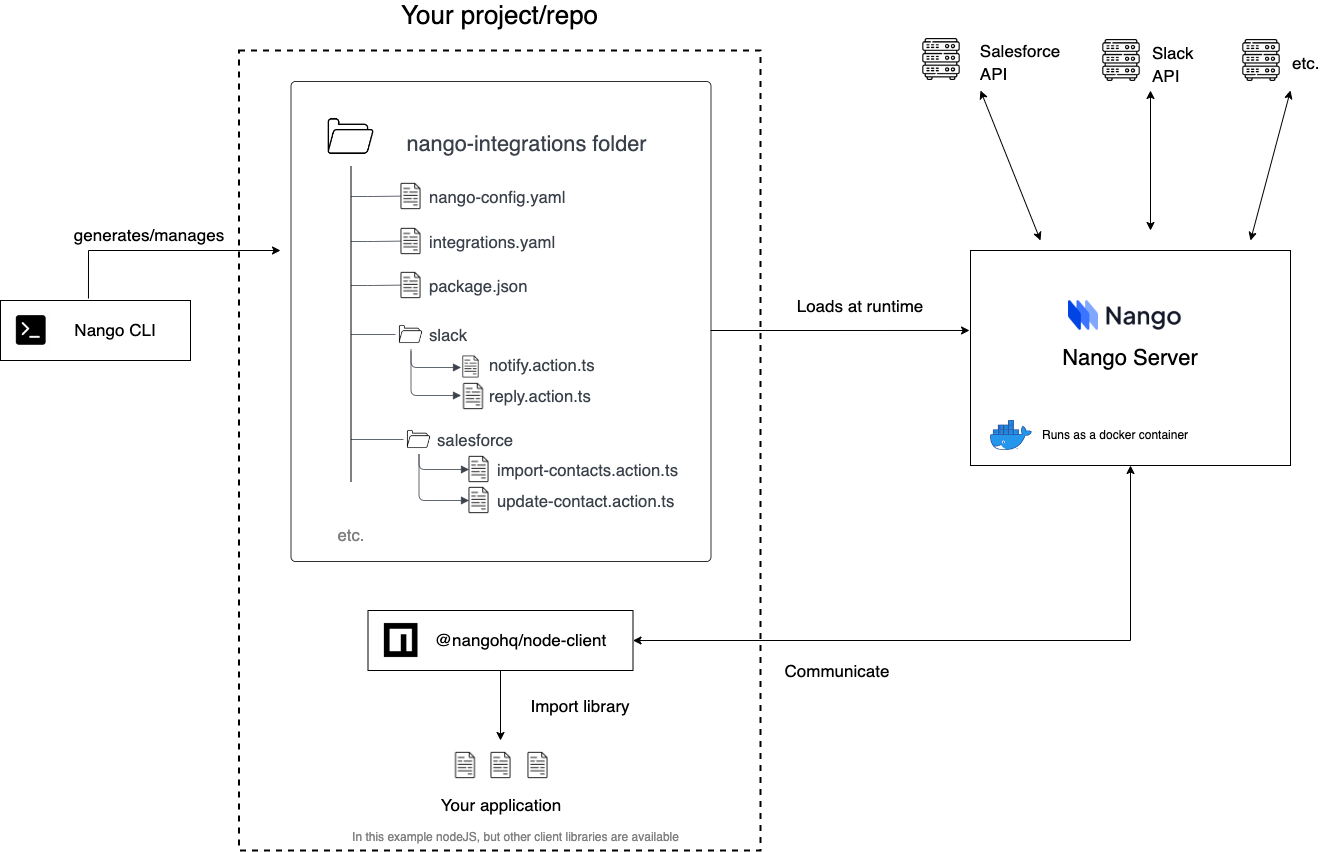 Your project/repo
Salesforce
API
Slack
API
etc.
nango-integrations folder
nango-config.yaml
generates/manages
integrations.yaml
package.json
Loads at runtime
Nango
Nango CLI
slack
Nango Server
notify.action.ts
reply.action.ts
Runs as a docker container
salesforce
import-contacts.action.ts
update-contact.action.ts
etc.
@nangohq/node-client
Communicate
Import library
Your application
In this example nodeJS, but other client libraries are available